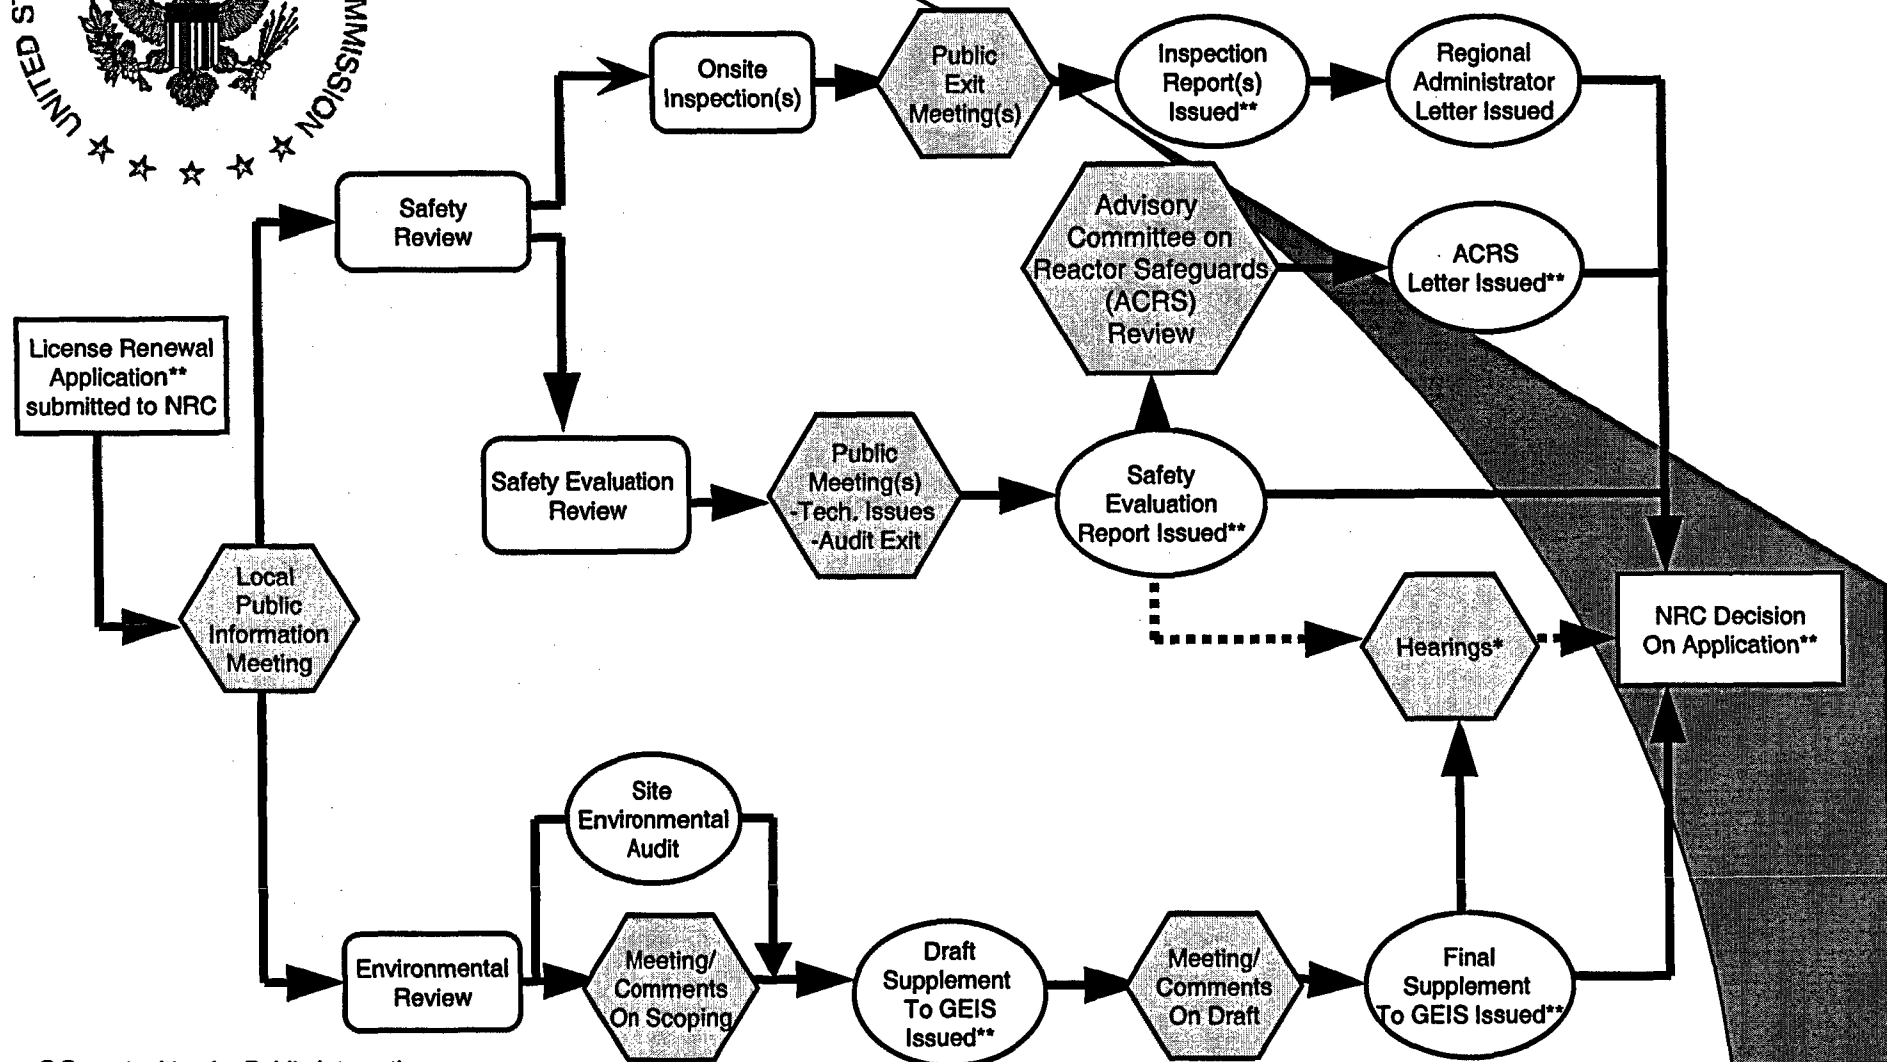 UNITED S
MMISSION
Onsite
Inspection(s)
Public
Exit
Meeting(s)
Inspection
Report(s)
Issued**
Regional
Administrator
Letter Issued
Safety
Review
Advisory
Committee on
Reactor Safeguards
(ACRS)
Review
ACRS
Letter Issued**
License Renewal
Application**
submitted to NRC
Safety Evaluation
Review
Public
Meeting(s)
-Tech. Issues
-Audit Exit
Safety
Evaluation
Report Issued**
Local
Public
Information
Meeting
Hearings*
NRC Decision
On Application**
Site
Environmental
Audit
Environmental
Review
Meeting/
Comments
On Scoping
Draft
Supplement
To GEIS
Issued**
Meeting/
Comments
On Draft
Final
Supplement
To GEIS Issued**